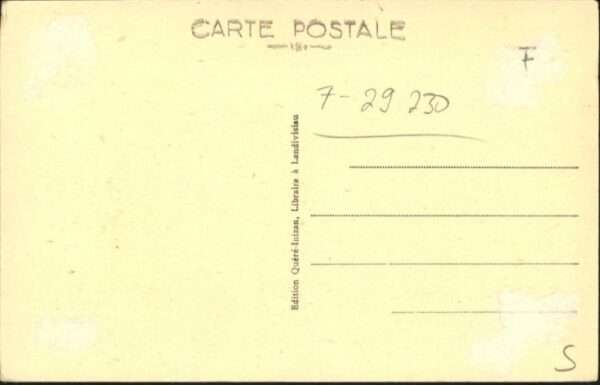 CARTE POSTALE
F
7-29 230
Edition Quéré-Inizan, Libraire à Landivisiau
S